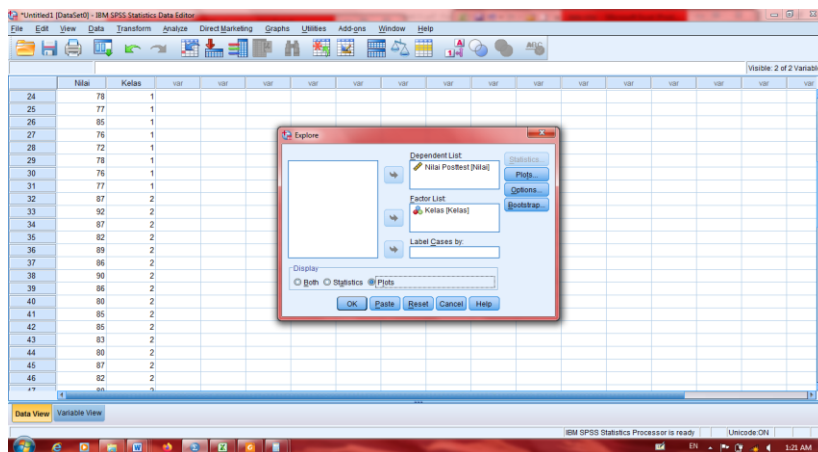 *Untitled1 [DataSet0] - IBM SPSS Statistics Data Editor
File Edit View Data Transform Analyze Direct Marketing Graphs Utilities Add-ons Window Help
Visible: 2 of 2 Variabl
Nilai Kelas var var var var var var var var var var var var var var
24 78 1
25 77 1
26 85 1
27 76 1
28 72 1
29 78 1
30 76 1
31 77 1
32 87 2
33 92 2
34 87 2
35 82 2
36 89 2
37 86 2
38 90 2
39 86 2
40 80 2
41 85 2
42 85 2
43 83 2
44 80 2
45 87 2
46 82 2
Explore
Dependent List:
Nilai Posttest [Nilai]
Factor List:
Kelas [Kelas]
Label Cases by:
Statistics...
Plots...
Options...
Bootstrap...
Display
Both Statistics Plots
OK Paste Reset Cancel Help
Data View Variable View
IBM SPSS Statistics Processor is ready Unicode:ON
EN 1:21 AM